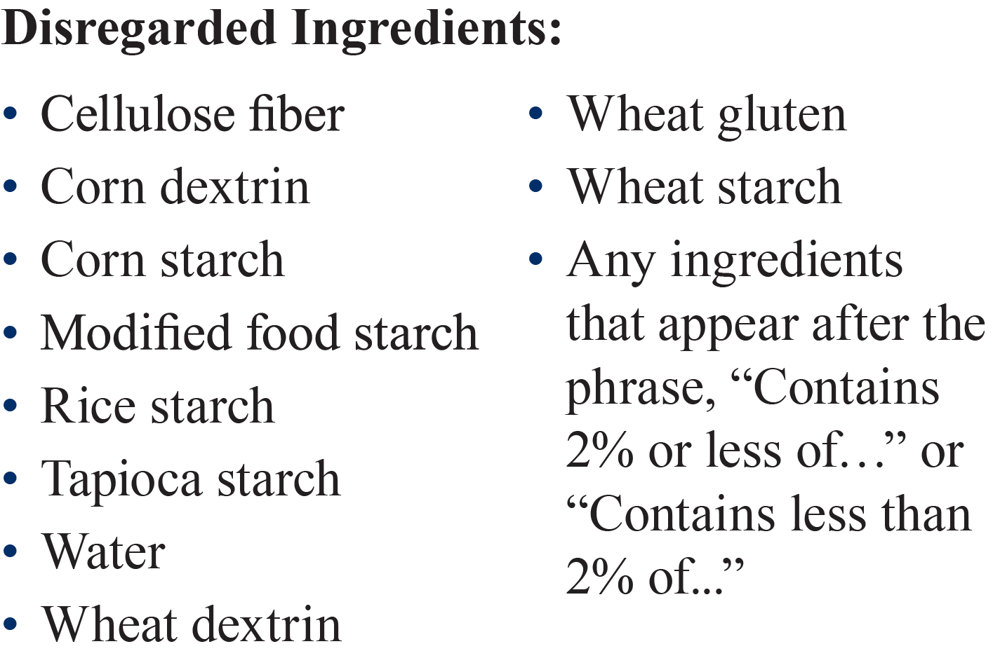 Disregarded Ingredients:
• Cellulose fiber
• Corn dextrin
• Corn starch
• Modified food starch
• Rice starch
• Tapioca starch
• Water
• Wheat dextrin
• Wheat gluten
• Wheat starch
• Any ingredients
that appear after the
phrase, “Contains
2% or less of…” or
“Contains less than
2% of...”